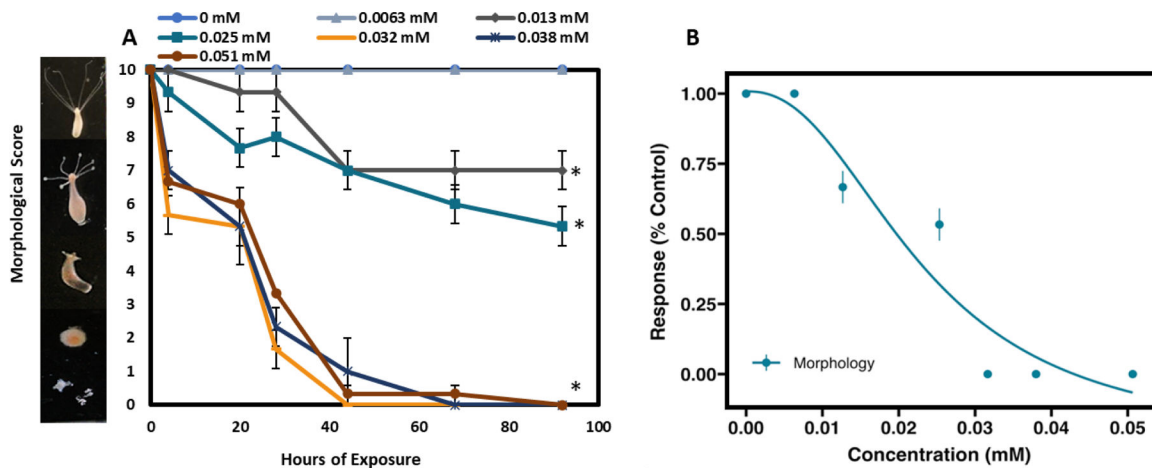 0 mM 0.0063 mM 0.013 mM
0.025 mM 0.032 mM 0.038 mM
0.051 mM
A
Morphological Score
10
9
8
7
6
5
4
3
2
1
0
*
*
*
0 20 40 60 80 100
Hours of Exposure
B
Response (% Control)
1.00
0.75
0.50
0.25
0.00
Morphology
0.00 0.01 0.02 0.03 0.04 0.05
Concentration (mM)